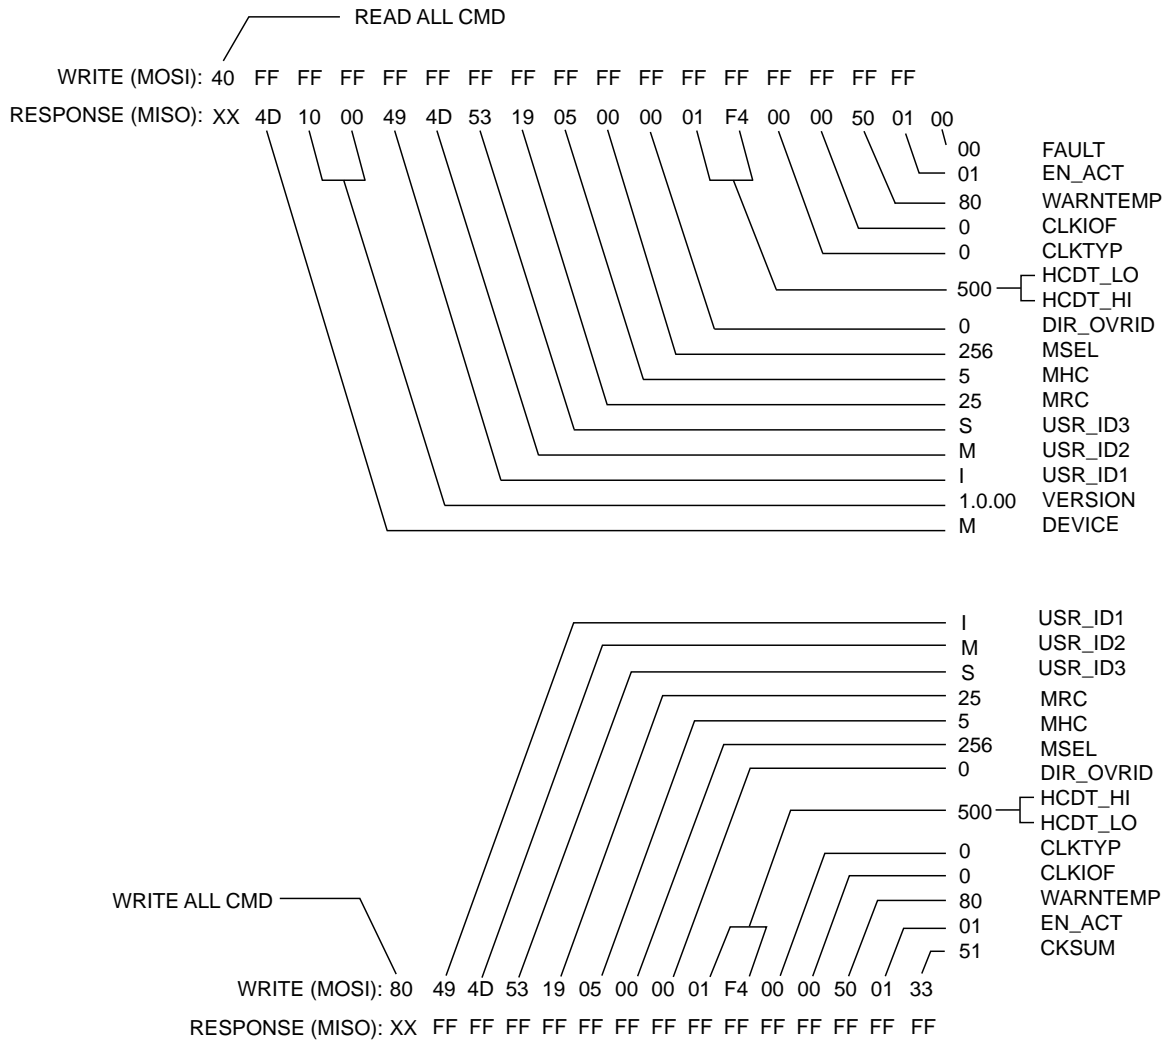 READ ALL CMD
WRITE (MOSI): 40 FF FF FF FF FF FF FF FF FF FF FF FF FF FF FF FF
RESPONSE (MISO): XX 4D 10 00 49 4D 53 19 05 00 00 01 F4 00 00 50 01 00
00 FAULT
01 EN_ACT
80 WARNTEMP
0 CLKIOF
0 CLKTYP
HCDT_LO
500
HCDT_HI
0 DIR_OVRID
256 MSEL
5 MHC
25 MRC
S USR_ID3
M USR_ID2
I USR_ID1
1.0.00 VERSION
M DEVICE
I USR_ID1
M USR_ID2
S USR_ID3
25 MRC
5 MHC
256 MSEL
0 DIR_OVRID
HCDT_HI
500
HCDT_LO
0 CLKTYP
0 CLKIOF
WRITE ALL CMD
80 WARNTEMP
01 EN_ACT
51 CKSUM
WRITE (MOSI): 80 49 4D 53 19 05 00 00 01 F4 00 00 50 01 33
RESPONSE (MISO): XX FF FF FF FF FF FF FF FF FF FF FF FF FF FF